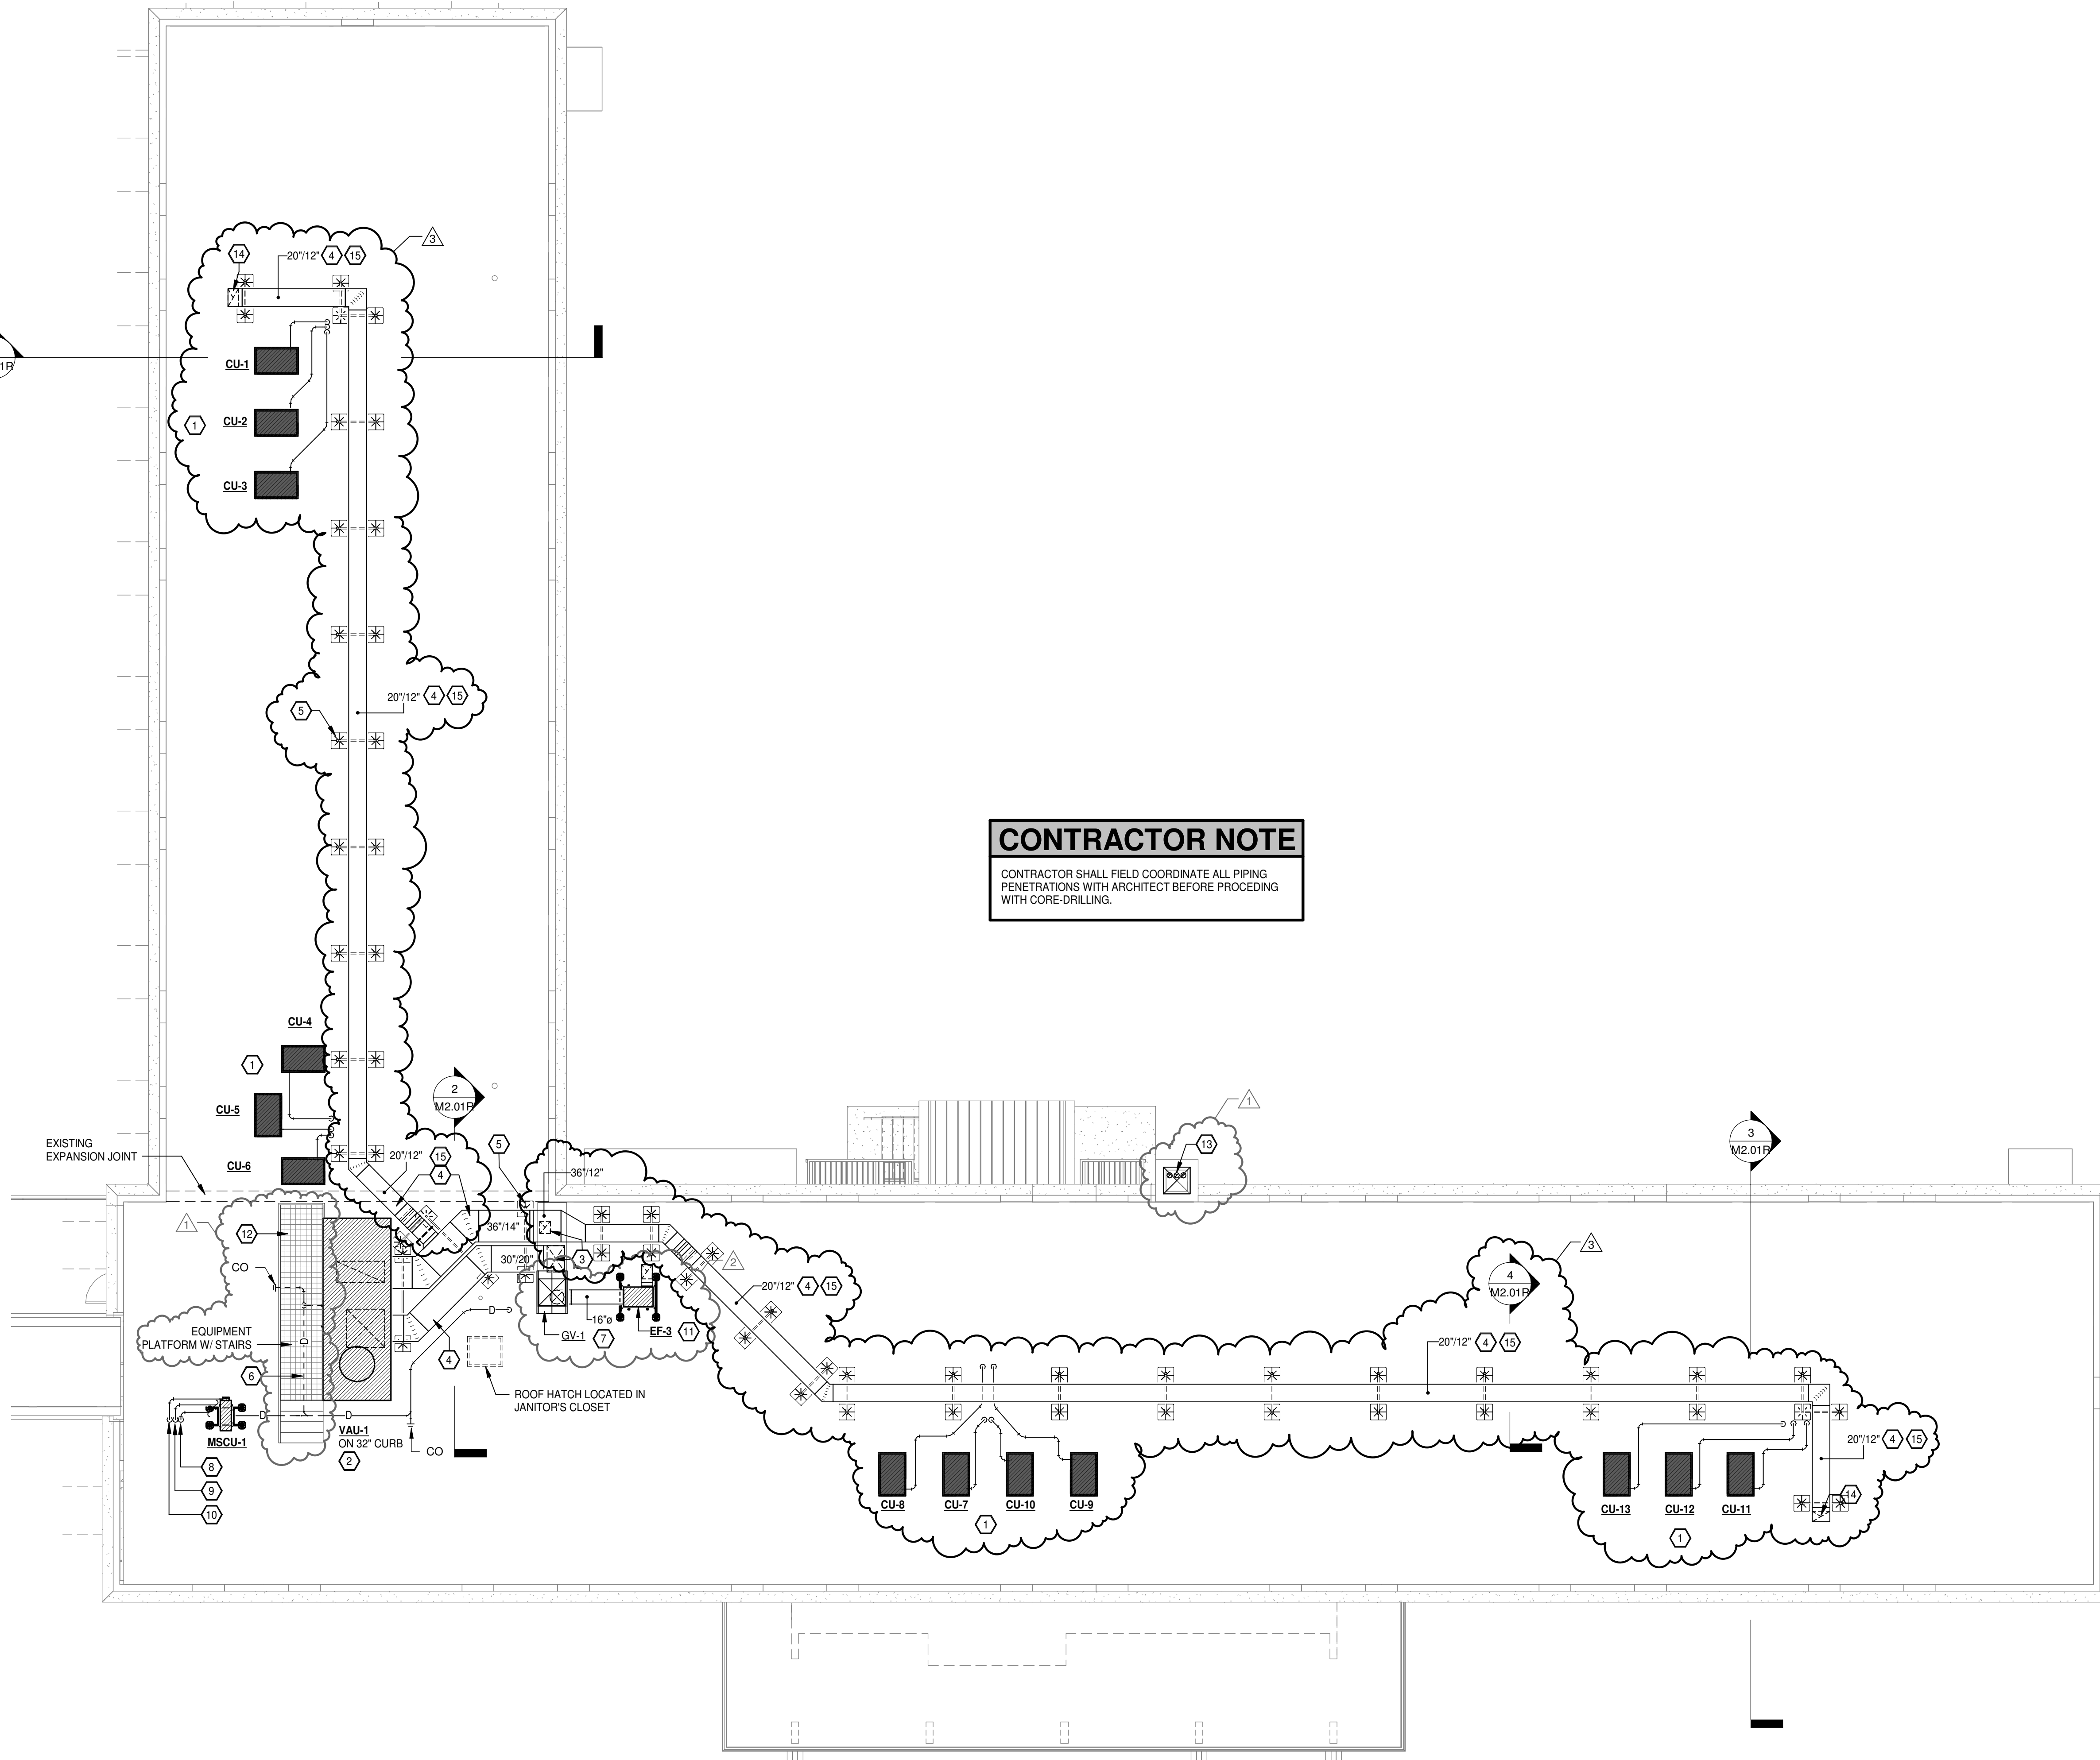 3
14
20"/12" 4 15
1R
CU-1
CU-2
1
CU-3
20"/12" 4 15
5
CONTRACTOR NOTE
CONTRACTOR SHALL FIELD COORDINATE ALL PIPING
PENETRATIONS WITH ARCHITECT BEFORE PROCEDING
WITH CORE-DRILLING.
CU-4
1
CU-5
2
M2.01R
1
EXISTING
EXPANSION JOINT
CU-6
20"/12" 15
4
5
36"/12"
13
3
M2.01R
1
12
36"/14"
30"/20"
3
2
3
CO
D
20"/12" 4 15
4
M2.01R
EQUIPMENT
PLATFORM W/ STAIRS
D
16"ø
GV-1 7
EF-3 11
4
20"/12" 4 15
6
ROOF HATCH LOCATED IN
JANITOR'S CLOSET
D
D
MSCU-1
VAU-1
ON 32" CURB
2
CO
8
9
10
CU-8
CU-7
CU-10
CU-9
1
CU-13
CU-12
CU-11
1
20"/12" 4 15
14